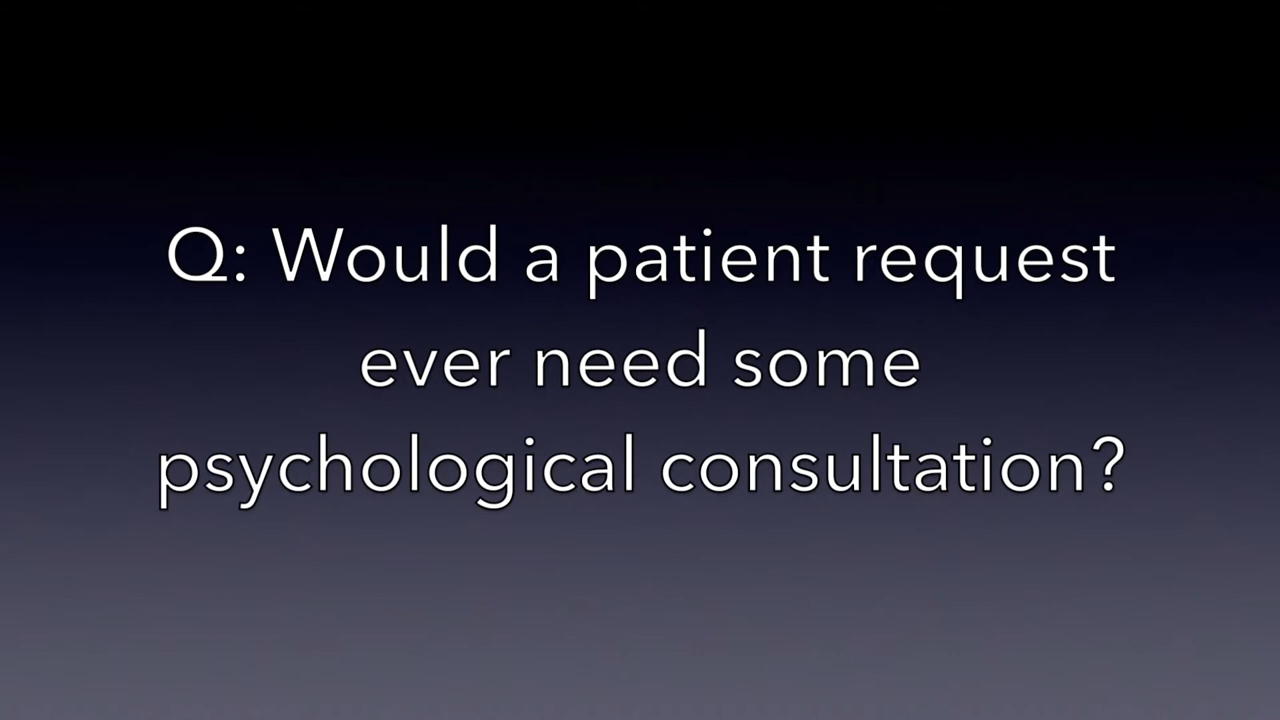 Q: Would a patient request
ever need some
psychological consultation?